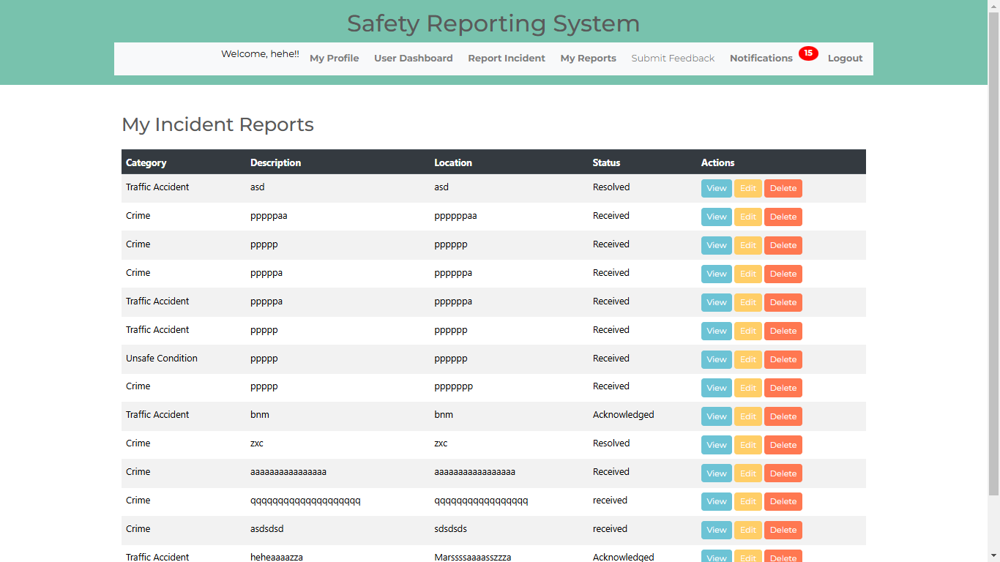 Safety Reporting System
Welcome, hehe!! My Profile User Dashboard Report Incident My Reports Submit Feedback Notifications 15 Logout
My Incident Reports
Category Description Location Status Actions
Traffic Accident asd asd Resolved View Edit Delete
Crime pppppaa ppppppaa Received View Edit Delete
Crime ppppp pppppp Received View Edit Delete
Crime pppppa ppppppa Received View Edit Delete
Traffic Accident pppppa ppppppa Received View Edit Delete
Traffic Accident ppppp pppppp Received View Edit Delete
Unsafe Condition ppppp pppppp Received View Edit Delete
Crime ppppp ppppppp Received View Edit Delete
Traffic Accident bnm bnm Acknowledged View Edit Delete
Crime zxc zxc Resolved View Edit Delete
Crime aaaaaaaaaaaaaaaa aaaaaaaaaaaaaaaaa Received View Edit Delete
Crime qqqqqqqqqqqqqqqqqqqq qqqqqqqqqqqqqqqqq received View Edit Delete
Crime asdsdsd sdsdsds received View Edit Delete
Traffic Accident heheaaaazza Marssssaaaasszzza Acknowledged View Edit Delete